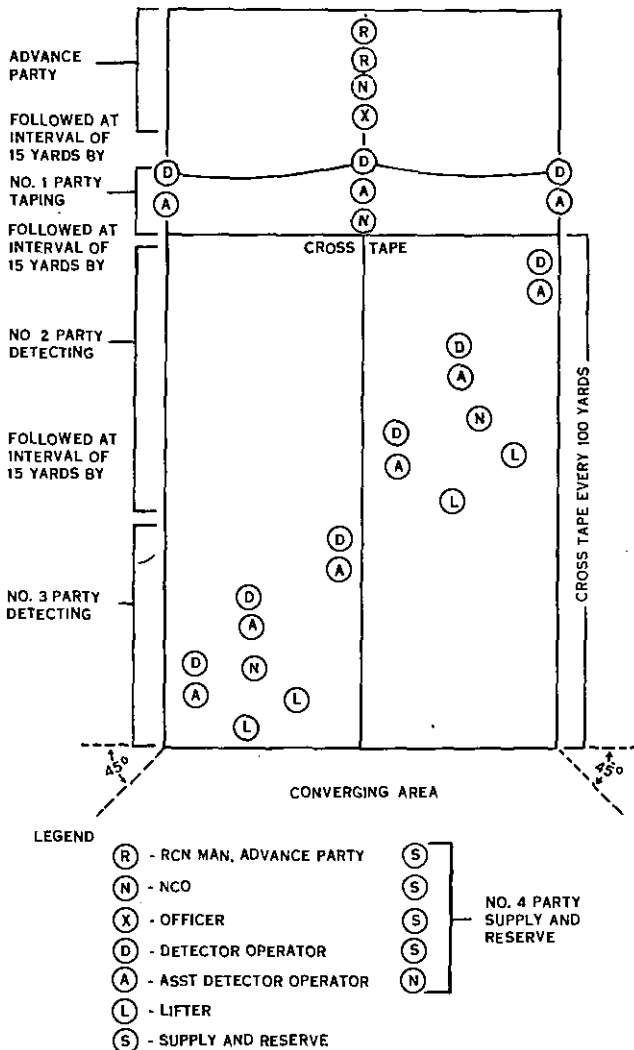 ADVANCE
PARTY
FOLLOWED AT
INTERVAL OF
15 YARDS BY
NO. 1 PARTY
TAPING
FOLLOWED AT
INTERVAL OF
15 YARDS BY
NO. 2 PARTY
DETECTING
FOLLOWED AT
INTERVAL OF
15 YARDS BY
NO. 3 PARTY
DETECTING
R
R
N
X
D D D
A A A
N
CROSS TAPE
D
A
D
A
N
D
L
A
L
D
A
D
A
D N
A L
L
CROSS TAPE EVERY 100 YARDS
45°
45°
CONVERGING AREA
LEGEND
R - RCN MAN, ADVANCE PARTY
N - NCO
X - OFFICER
D - DETECTOR OPERATOR
A - ASST DETECTOR OPERATOR
L - LIFTER
S - SUPPLY AND RESERVE
S
S
S
S
N
NO. 4 PARTY
SUPPLY AND
RESERVE